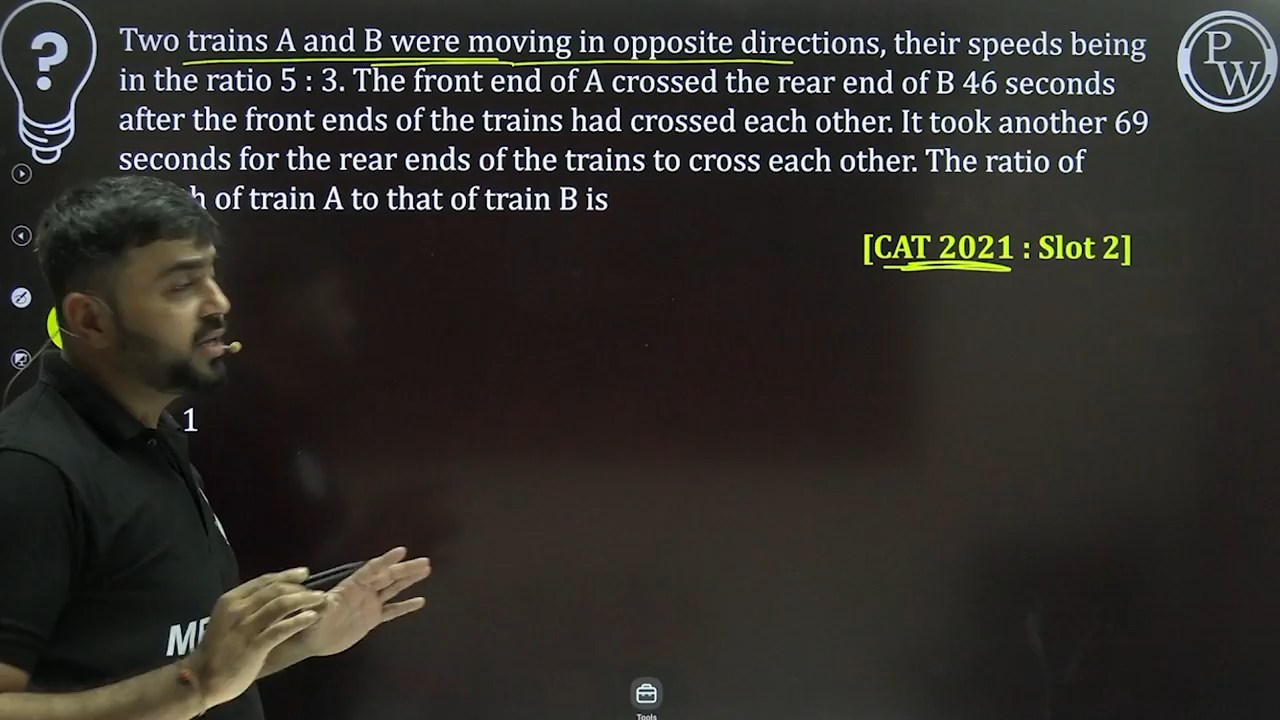 Two trains A and B were moving in opposite directions, their speeds being
in the ratio 5 : 3. The front end of A crossed the rear end of B 46 seconds
after the front ends of the trains had crossed each other. It took another 69
seconds for the rear ends of the trains to cross each other. The ratio of
of train A to that of train B is
[CAT 2021 : Slot 2]
1
PW
?
Tools